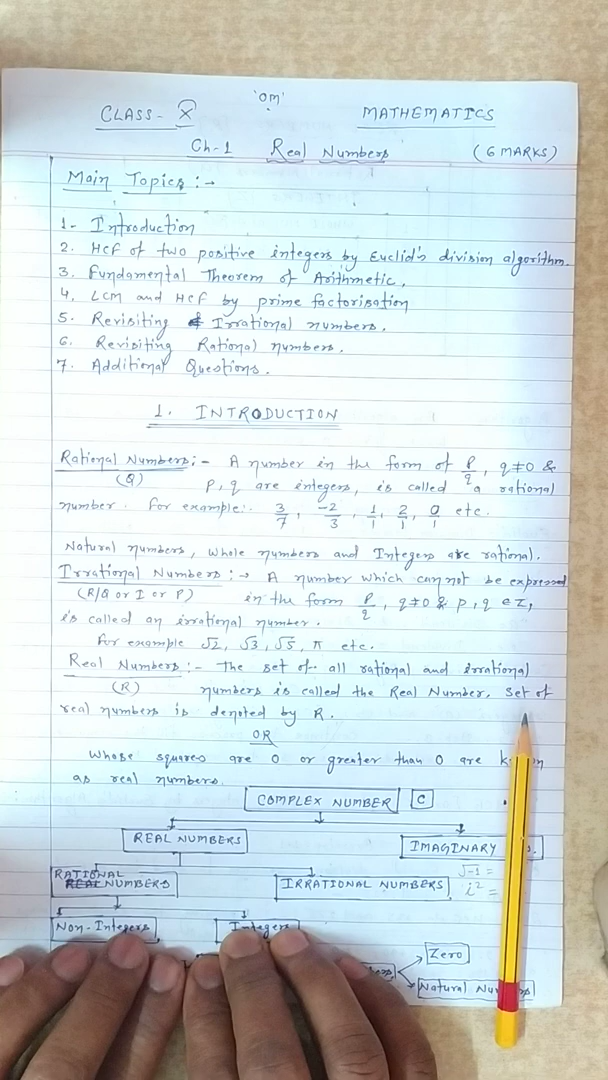 'OM'
CLASS - X MATHEMATICS
Ch-1 Real Numbers (6 MARKS)
Main Topics :→
1- Introduction
2. HCF of two positive integers by Euclid's division algorithm.
3. Fundamental Theorem of Arithmetic.
4. LCM and HCF by prime factorisation
5. Revisiting Irrational numbers.
6. Revisiting Rational numbers.
7. Additional Questions.
1. INTRODUCTION
Rational Numbers:- A number in the form of P/q, q≠0 &
(Q) P, q are integers, is called a rational
number. For example:- 3/7, -2/3, 1/1, 2/1, 0/1 etc.
Natural numbers, whole numbers and Integers are rational.
Irrational Numbers:→ A number which can not be expressed
(R/Q or I or P) in the form P/q, q≠0 & p,q ∈ Z,
is called an irrational number.
For example √2, √3, √5, π etc.
Real Numbers:- The set of all rational and irrational
(R) numbers is called the Real Number. Set of
real numbers is denoted by R.
OR
Whose squares are 0 or greater than 0 are
as real numbers.
COMPLEX NUMBER C
REAL NUMBERS IMAGINARY
RATIONAL
NUMBERS IRRATIONAL NUMBERS √-1 =
i² =
Non-Integers Integers
Zero
Natural